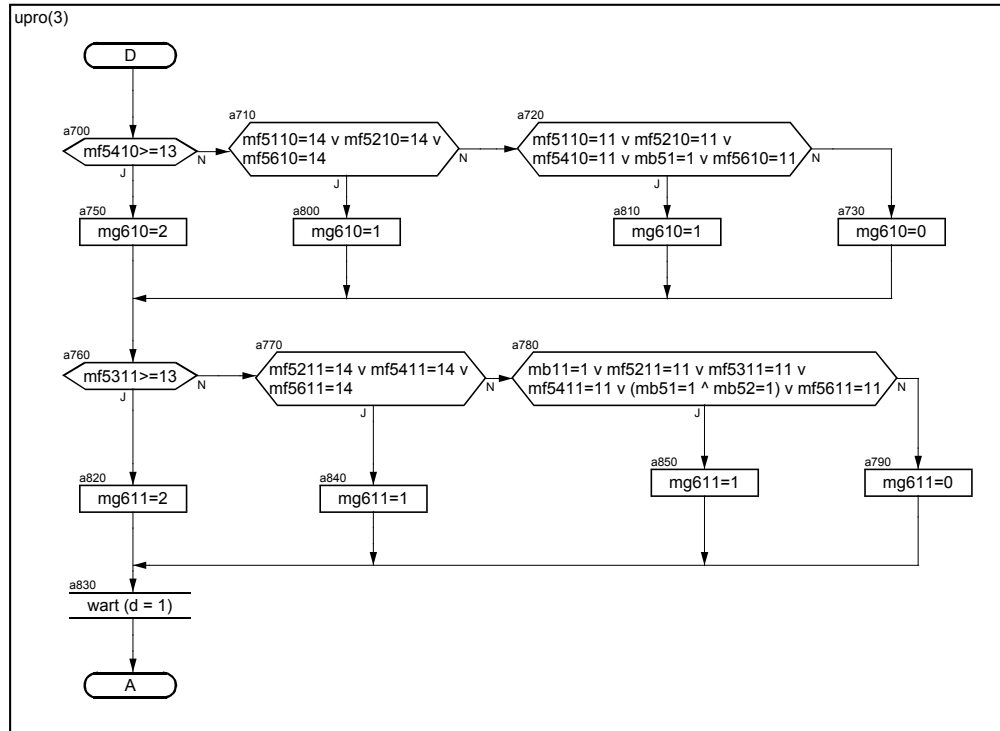 upro(3)
D
a700
mf5410>=13
N
J
a710
mf5110=14 v mf5210=14 v
mf5610=14
N
J
a720
mf5110=11 v mf5210=11 v
mf5410=11 v mb51=1 v mf5610=11
N
J
a750
mg610=2
a800
mg610=1
a810
mg610=1
a730
mg610=0
a760
mf5311>=13
N
J
a770
mf5211=14 v mf5411=14 v
mf5611=14
N
J
a780
mb11=1 v mf5211=11 v mf5311=11 v
mf5411=11 v (mb51=1 ^ mb52=1) v mf5611=11
N
J
a820
mg611=2
a840
mg611=1
a850
mg611=1
a790
mg611=0
a830
wart (d = 1)
A